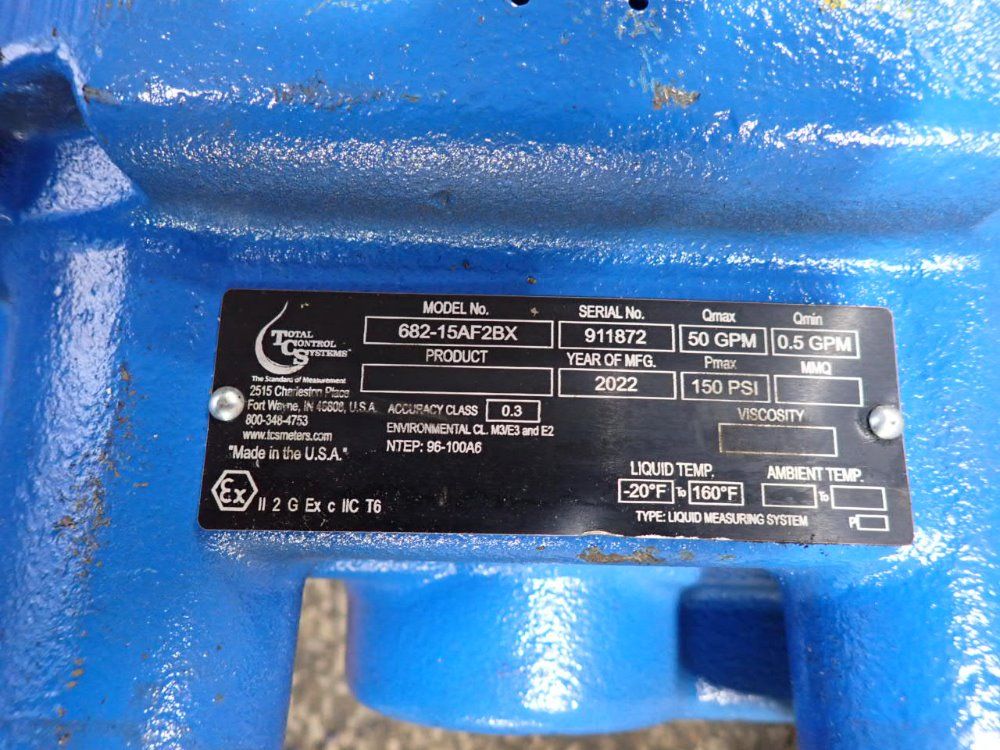 TOTAL
CONTROL
SYSTEMS™
The Standard of Measurement
2515 Charleston Place
Fort Wayne, IN 46808, U.S.A.
800-348-4753
www.tcsmeters.com
"Made in the U.S.A."
MODEL No.
682-15AF2BX
SERIAL No.
911872
Qmax
50 GPM
Qmin
0.5 GPM
PRODUCT
YEAR OF MFG.
2022
Pmax
150 PSI
MMQ
ACCURACY CLASS 0.3
ENVIRONMENTAL CL. M3/E3 and E2
NTEP: 96-100A6
VISCOSITY
LIQUID TEMP.
-20°F To 160°F
AMBIENT TEMP.
To
Ex II 2 G Ex c IIC T6
TYPE: LIQUID MEASURING SYSTEM
P